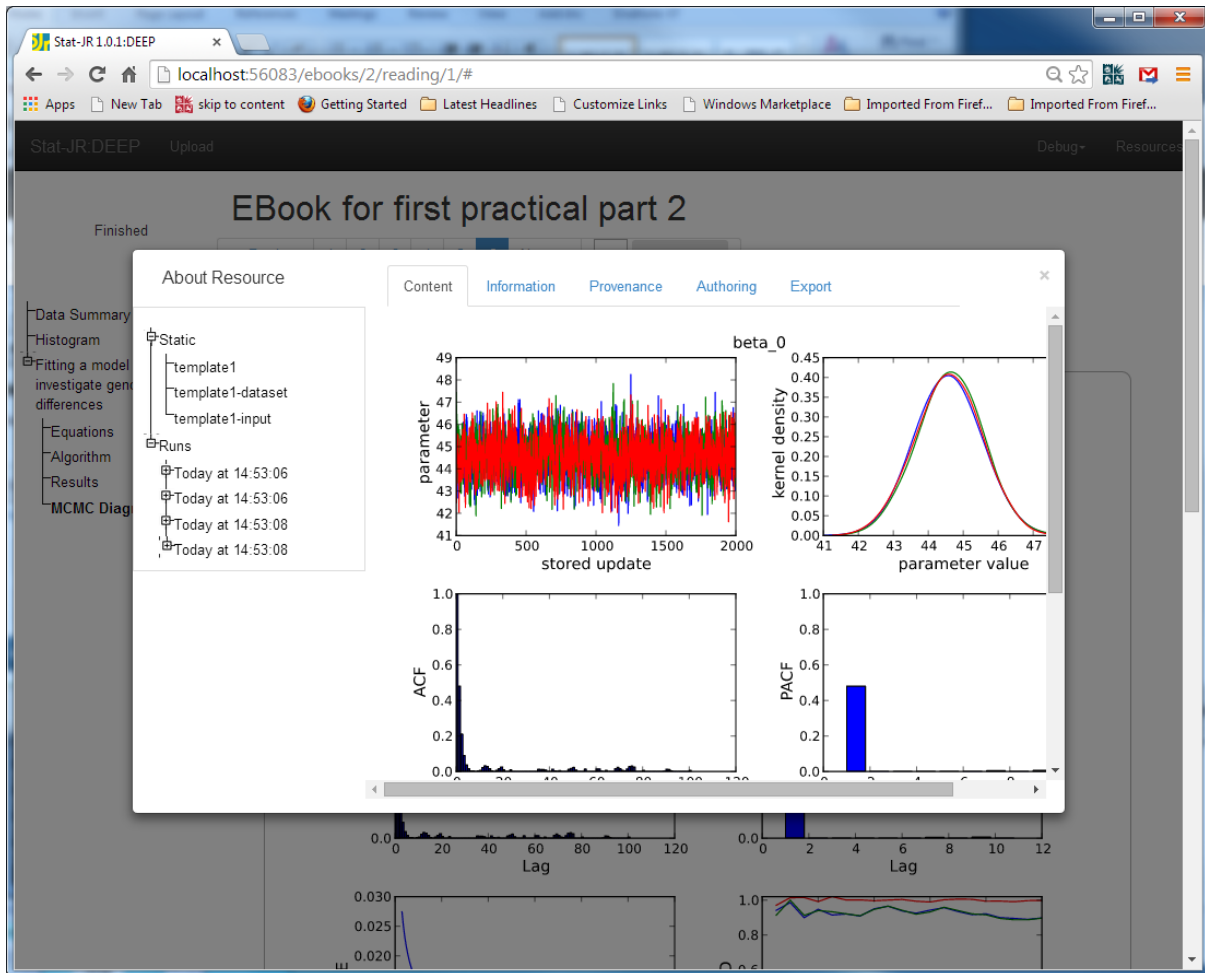 Stat-JR 1.0.1:DEEP
localhost:56083/ebooks/2/reading/1/#
Apps New Tab skip to content Getting Started Latest Headlines Customize Links Windows Marketplace Imported From Firef... Imported From Firef...
Stat-JR:DEEP Upload Debug Resources
EBook for first practical part 2
Finished
Data Summary
Histogram
Fitting a model
investigate gend
differences
Equations
Algorithm
Results
MCMC Diag
About Resource
Static
template1
template1-dataset
template1-input
Runs
Today at 14:53:06
Today at 14:53:06
Today at 14:53:08
Today at 14:53:08
Content Information Provenance Authoring Export
×
beta_0
49
48
47
46
45
44
43
42
41
parameter
0 500 1000 1500 2000
stored update
0.45
0.40
0.35
0.30
0.25
0.20
0.15
0.10
0.05
0.00
kernel density
41 42 43 44 45 46 47
parameter value
1.0
0.8
0.6
0.4
0.2
0.0
ACF
1.0
0.8
0.6
0.4
0.2
0.0
PACF
0.0
0 20 40 60 80 100 120
Lag
0.0
0 2 4 6 8 10 12
Lag
0.030
0.025
0.020
1.0
0.8
0.6